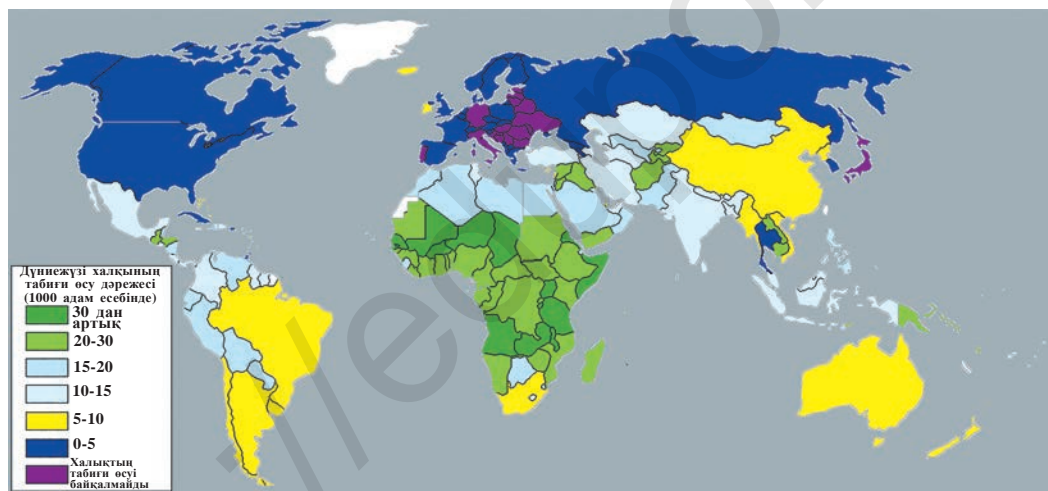 Дүниежүзі халқының
табиғи өсу дәрежесі
(1000 адам есебінде)
30 дан
артық
20-30
15-20
10-15
5-10
0-5
Халықтың
табиғи өсуі
байқалмайды